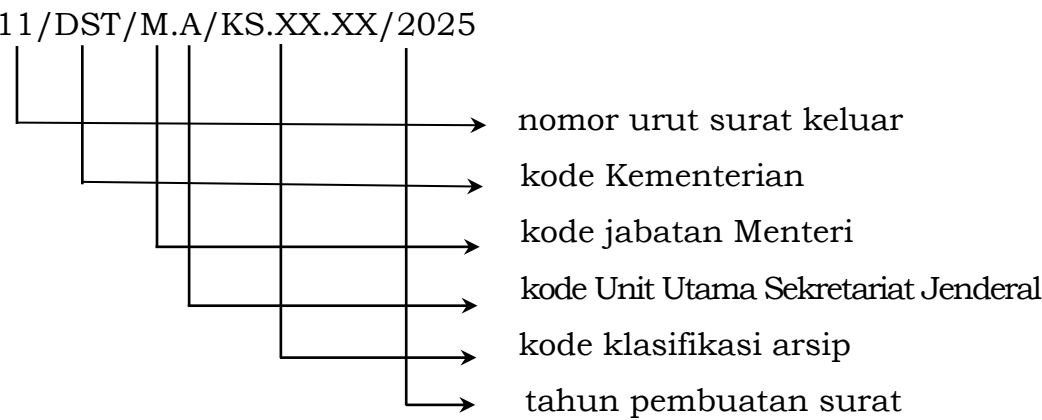 11/DST/M.A/KS.XX.XX/2025
nomor urut surat keluar
kode Kementerian
kode jabatan Menteri
kode Unit Utama Sekretariat Jenderal
kode klasifikasi arsip
tahun pembuatan surat